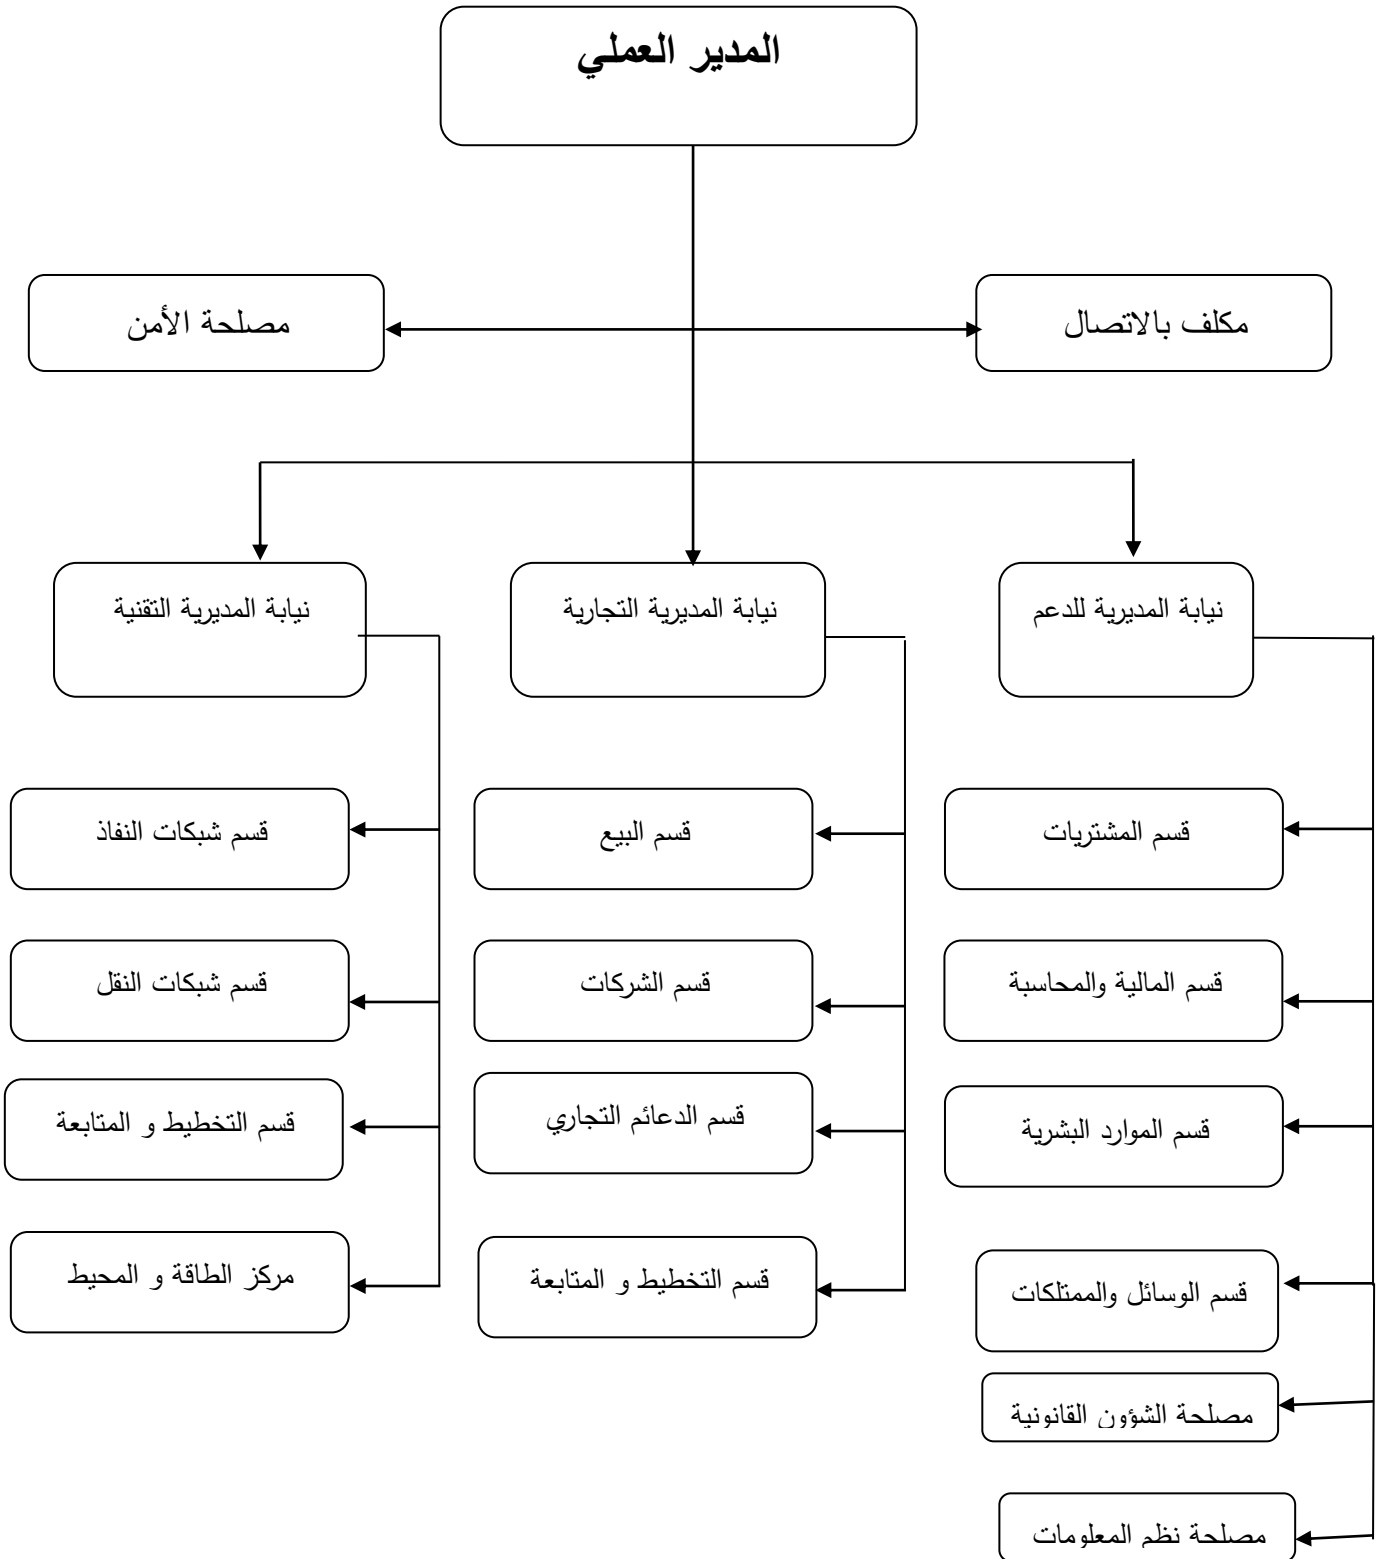 المدير العملي
مكلف بالاتصال
مصلحة الأمن
نيابة المديرية للدعم
نيابة المديرية التجارية
نيابة المديرية التقنية
قسم المشتريات
قسم البيع
قسم شبكات النفاذ
قسم المالية والمحاسبة
قسم الشركات
قسم شبكات النقل
قسم الموارد البشرية
قسم الدعائم التجاري
قسم التخطيط و المتابعة
قسم الوسائل والممتلكات
قسم التخطيط و المتابعة
مركز الطاقة و المحيط
مصلحة الشؤون القانونية
مصلحة نظم المعلومات